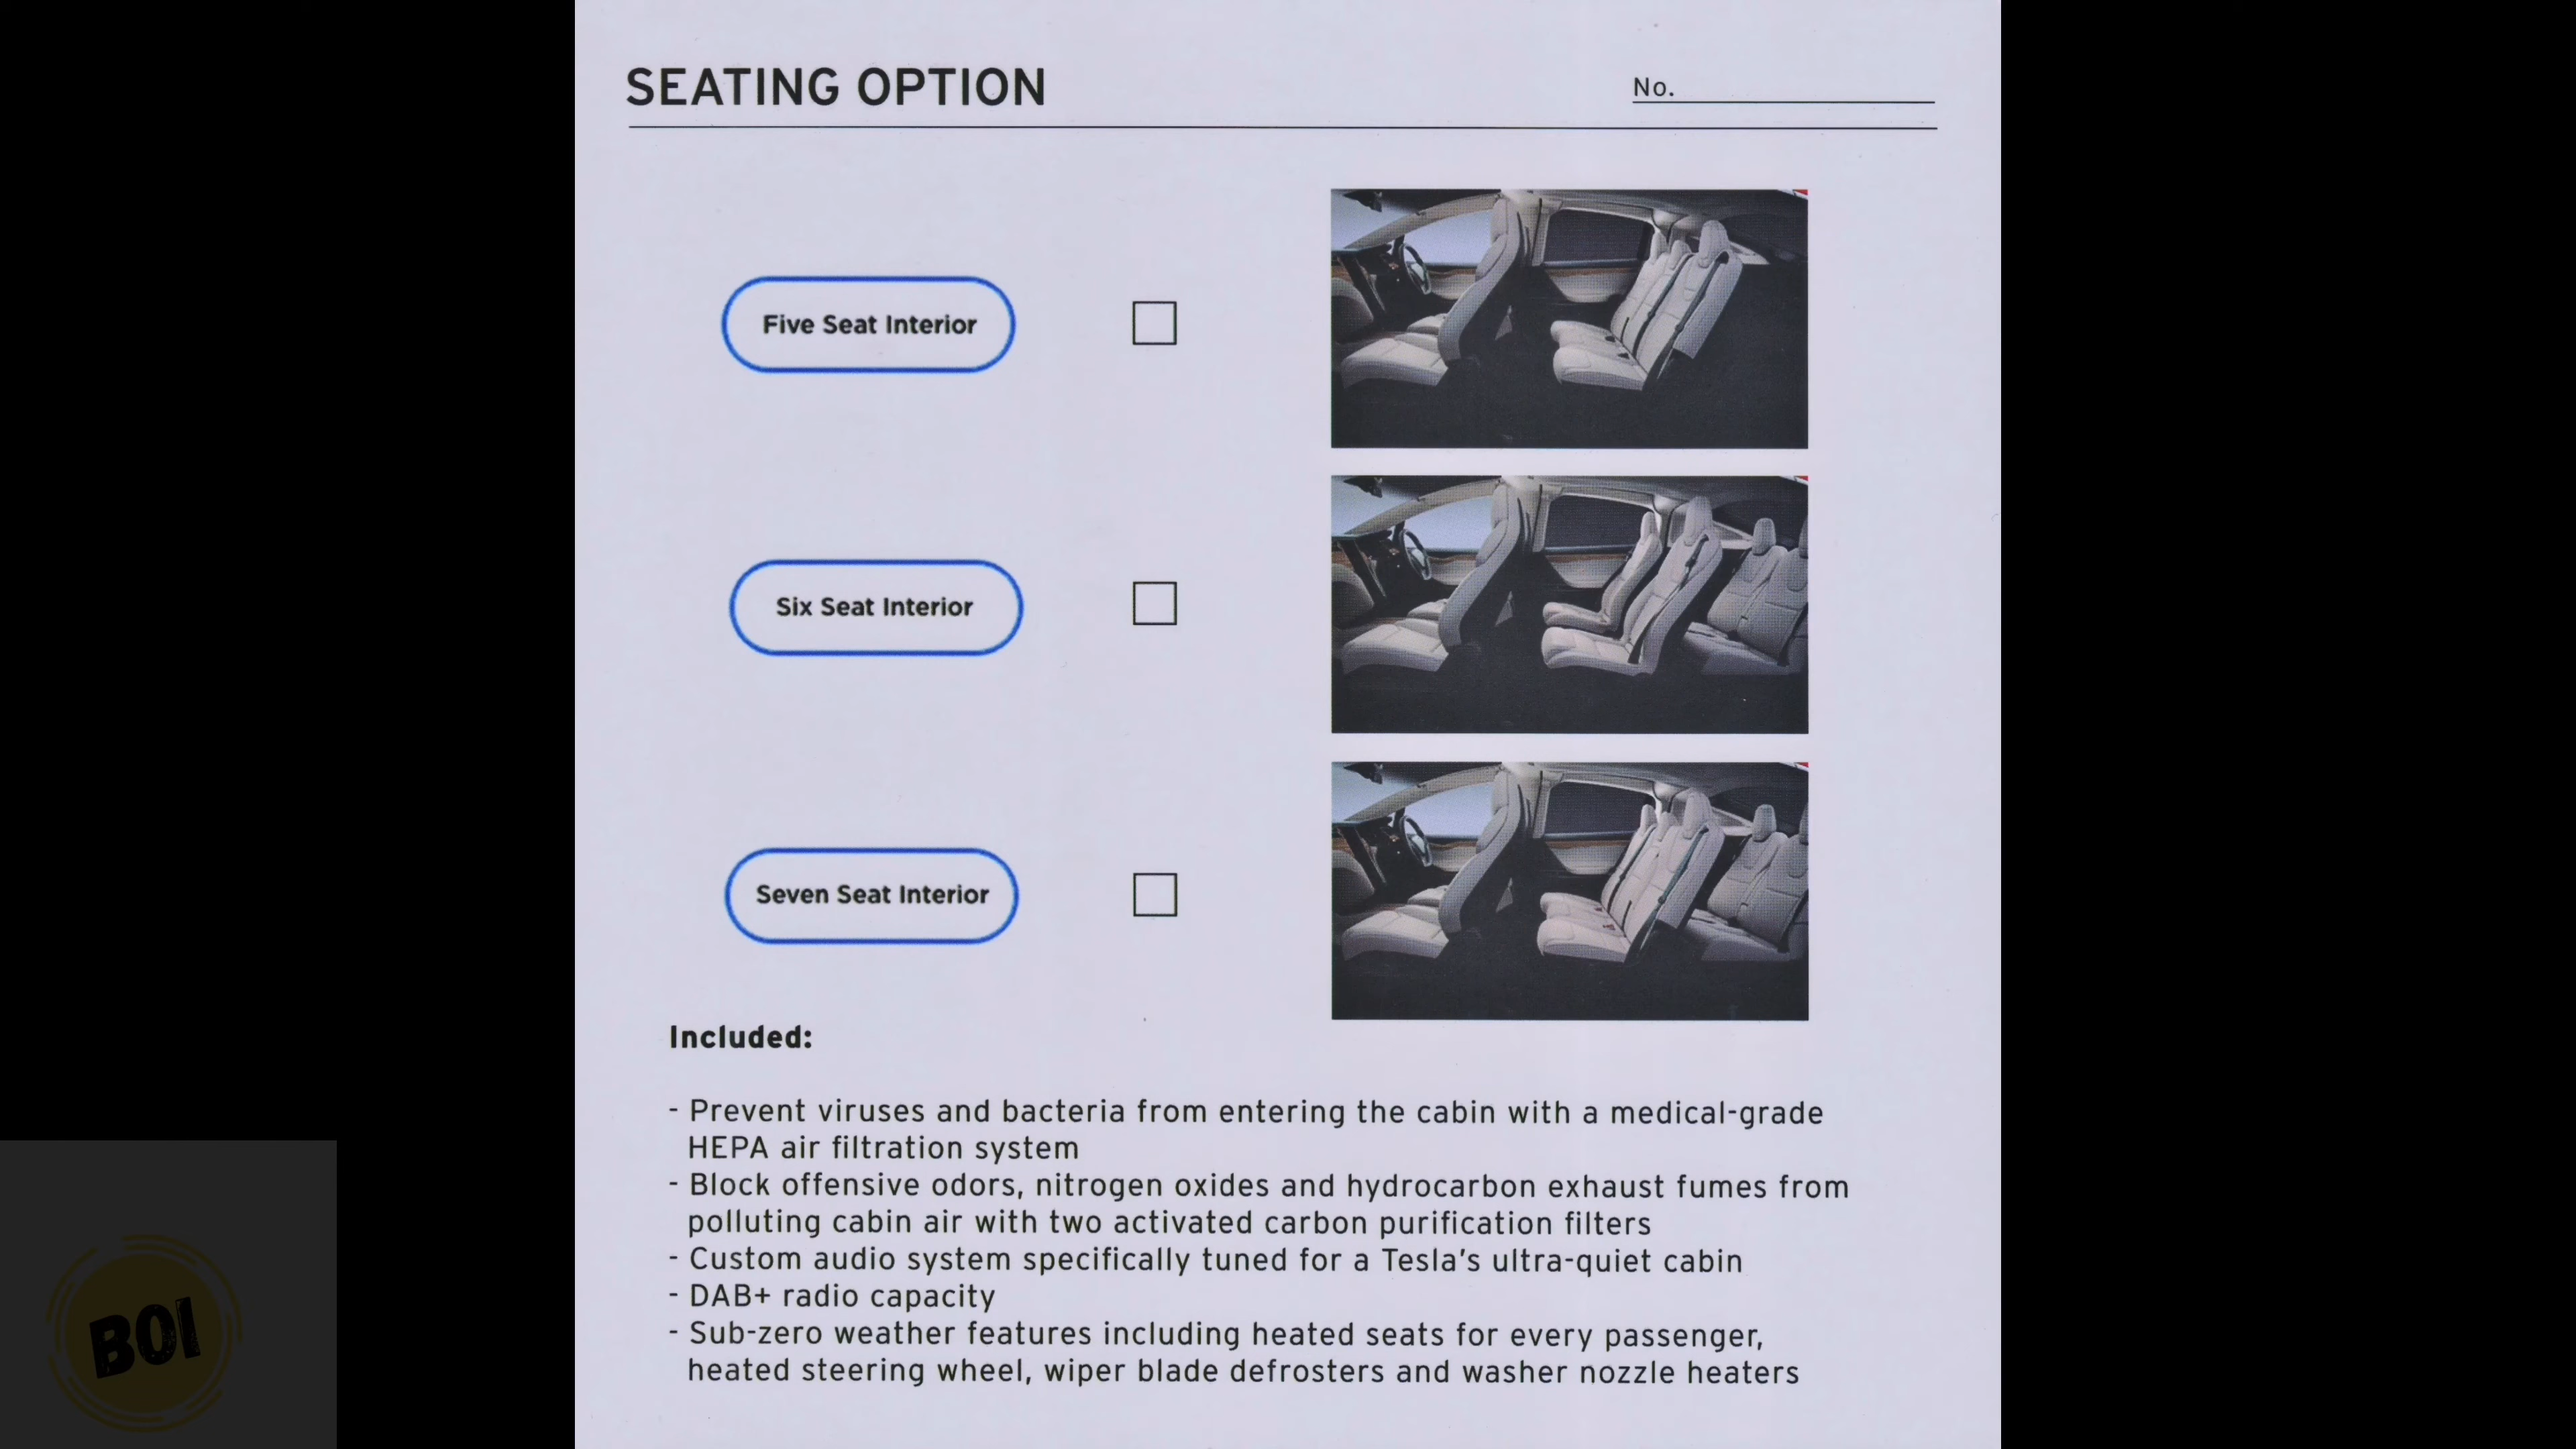 SEATING OPTION
No.
Five Seat Interior
Six Seat Interior
Seven Seat Interior
Included:
- Prevent viruses and bacteria from entering the cabin with a medical-grade
HEPA air filtration system
- Block offensive odors, nitrogen oxides and hydrocarbon exhaust fumes from
polluting cabin air with two activated carbon purification filters
- Custom audio system specifically tuned for a Tesla's ultra-quiet cabin
- DAB+ radio capacity
- Sub-zero weather features including heated seats for every passenger,
heated steering wheel, wiper blade defrosters and washer nozzle heaters
BOI